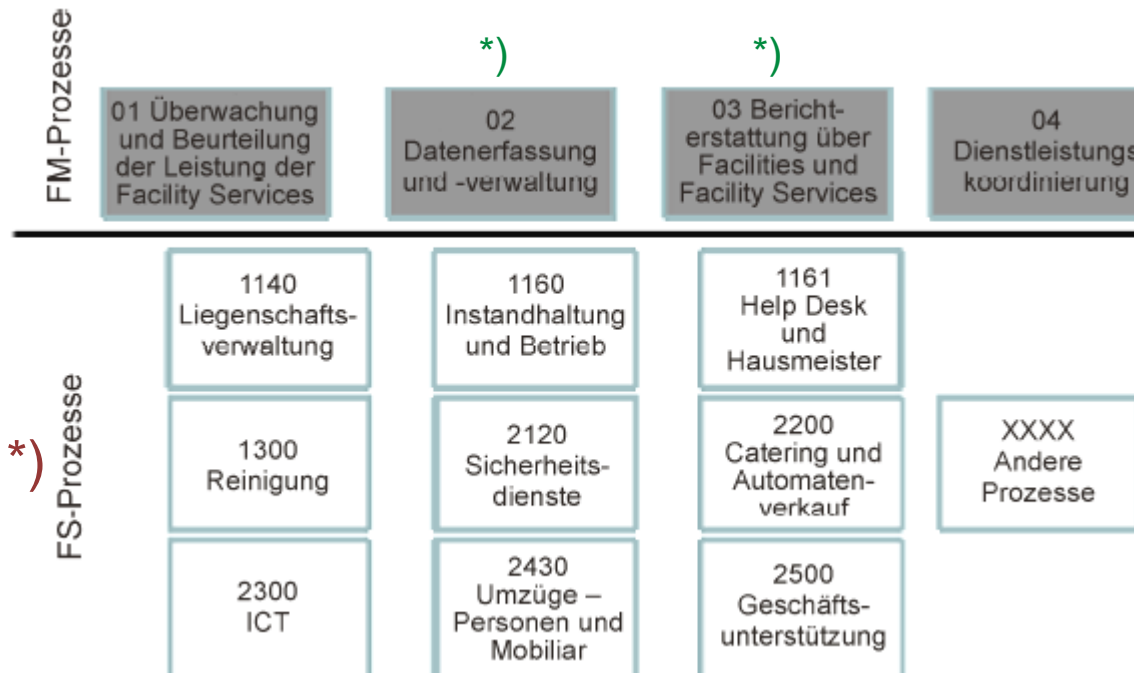 *)
*)
FM-Prozesse
01 Überwachung
und Beurteilung
der Leistung der
Facility Services
02
Datenerfassung
und -verwaltung
03 Bericht-
erstattung über
Facilities und
Facility Services
04
Dienstleistungs
koordinierung
*)
FS-Prozesse
1140
Liegenschafts-
verwaltung
1160
Instandhaltung
und Betrieb
1161
Help Desk
und
Hausmeister
1300
Reinigung
2120
Sicherheits-
dienste
2200
Catering und
Automaten-
verkauf
XXXX
Andere
Prozesse
2300
ICT
2430
Umzüge –
Personen und
Mobiliar
2500
Geschäfts-
unterstützung